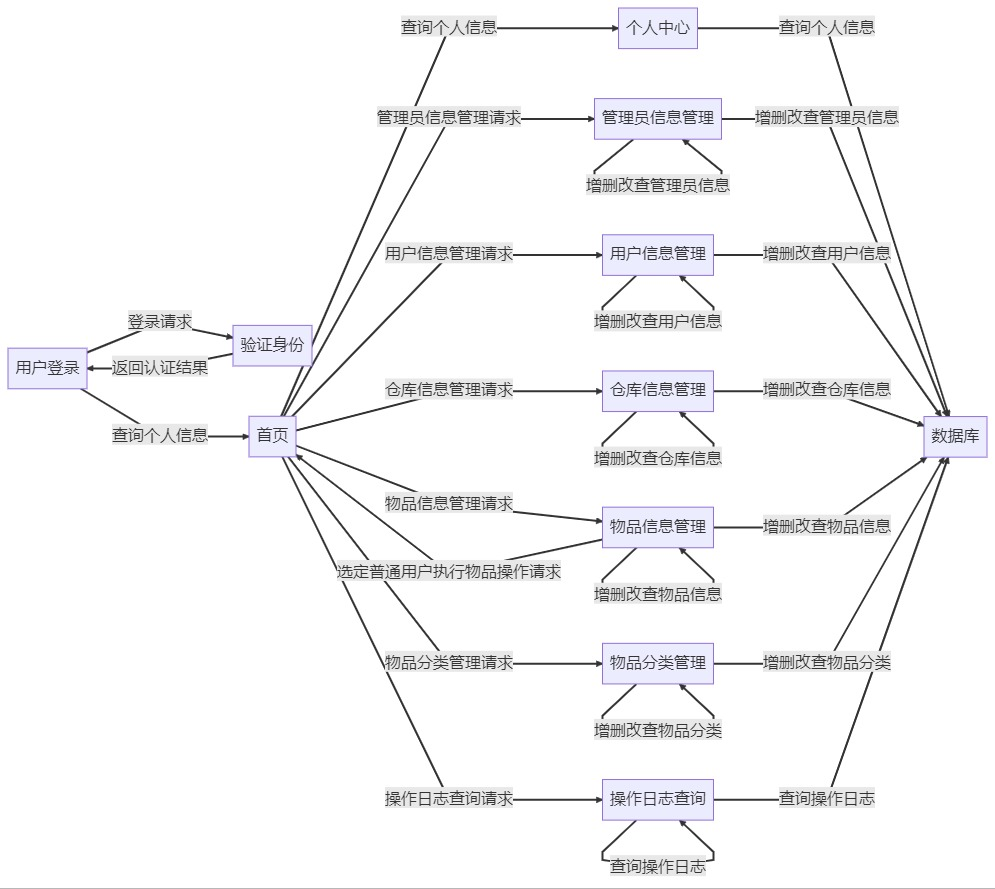 查询个人信息
个人中心
查询个人信息
管理员信息管理请求
管理员信息管理
增删改查管理员信息
增删改查管理员信息
用户信息管理请求
用户信息管理
增删改查用户信息
增删改查用户信息
登录请求
验证身份
用户登录
返回认证结果
仓库信息管理请求
仓库信息管理
增删改查仓库信息
查询个人信息
首页
数据库
增删改查仓库信息
物品信息管理请求
物品信息管理
增删改查物品信息
选定普通用户执行物品操作请求
增删改查物品信息
物品分类管理请求
物品分类管理
增删改查物品分类
增删改查物品分类
操作日志查询请求
操作日志查询
查询操作日志
查询操作日志